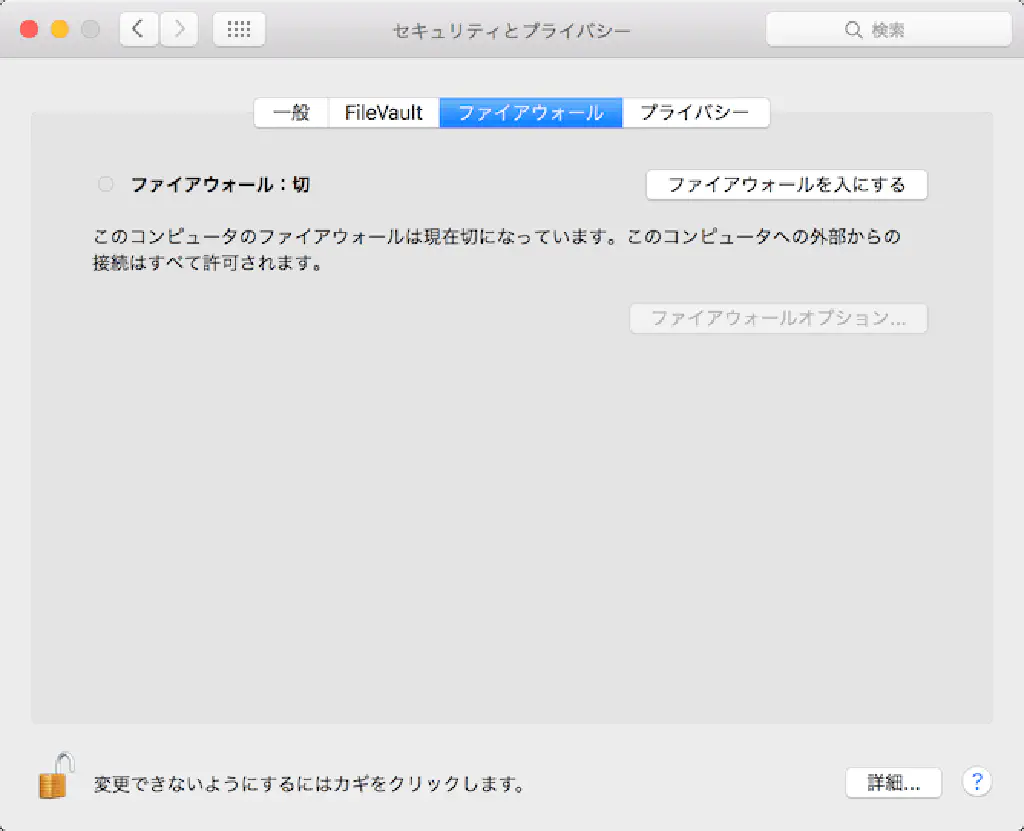 セキュリティとプライバシー
検索
一般
FileVault
ファイアウォール
プライバシー
ファイアウォール：切
ファイアウォールを入にする
このコンピュータのファイアウォールは現在切になっています。このコンピュータへの外部からの
接続はすべて許可されます。
ファイアウォールオプション...
変更できないようにするにはカギをクリックします。
詳細...
?